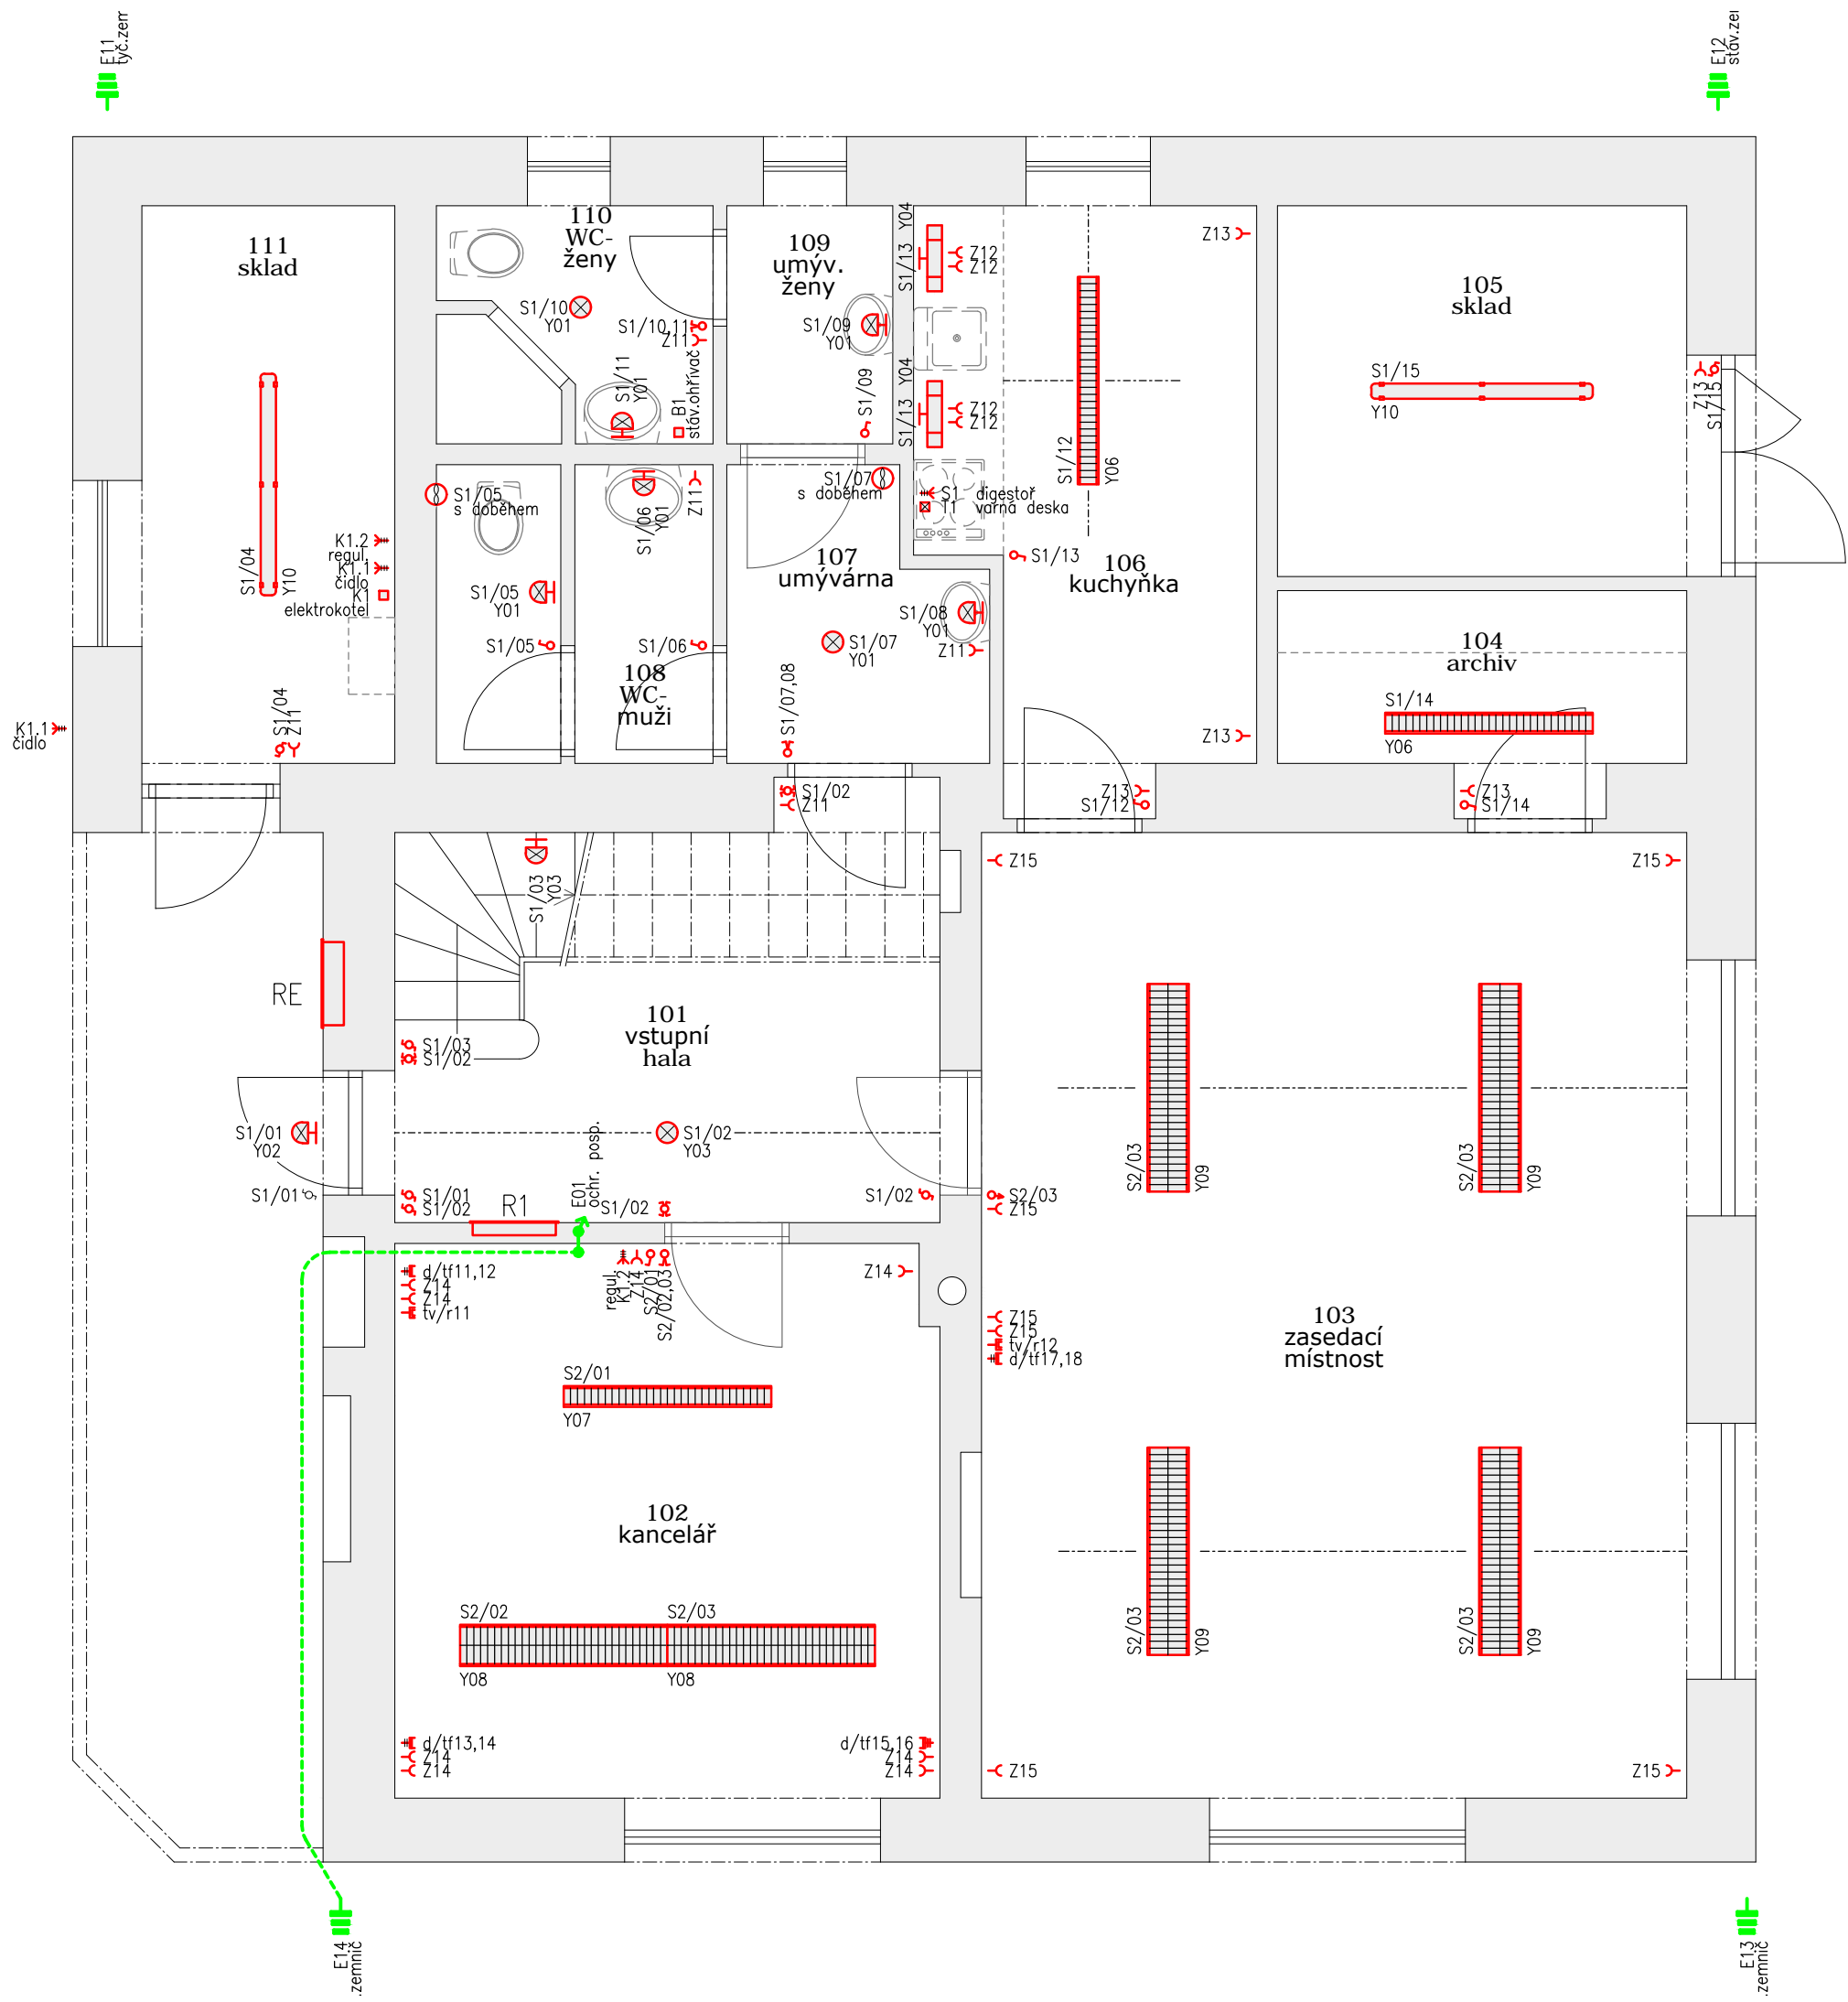 E11
tyč.zem
E12
111
sklad
110
WC-
ženy
S1/10
Y01
S1/10,11
Z11
S1/11
Y01
B1
stáv.ohřívač
109
umýv.
ženy
S1/09
Y01
S1/09
Y04
S1/13
Z12
Z12
Y04
S1/13
Z12
Z12
Z13
S1/12
Y06
105
sklad
S1/15
Y10
Z13
S1/15
S1/04
Y10
K1.2
regul.
K1.1
čidlo
K1
elektrokotel
S1/05
s doběhem
S1/05
Y01
S1/05
S1/06
Y01
Z11
S1/06
108
WC-
muži
S1/07
s doběhem
107
umývárna
S1/07
Y01
S1/08
Y01
Z11
S1/07,08
S1 digestoř
varná deska
S1/13
106
kuchyňka
Z13
104
archiv
S1/14
Y06
K1.1
čidlo
S1/04
Z11
S1/02
Z11
Z13
S1/12
Z13
S1/14
S1/03
Y03
Z15
Z15
RE
101
vstupní
hala
S1/03
S1/02
S1/01
Y02
S1/01
S1/02
Y03
S1/01
S1/02
R1
E01
ochr. posp.
S1/02
S1/02
S2/03
Z15
S2/03
Y09
S2/03
Y09
d/tf11,12
Z14
Z14
tv/r11
regul.
K1.2
Z14
S2/01
S2/02,03
Z14
Z15
Z15
tv/r12
d/tf17,18
103
zasedací
místnost
S2/01
Y07
102
kancelář
S2/02
Y08
S2/03
Y08
S2/03
Y09
S2/03
Y09
d/tf13,14
Z14
Z14
d/tf15,16
Z14
Z14
Z15
Z15
E14
.zemnič
E13
.zemnič